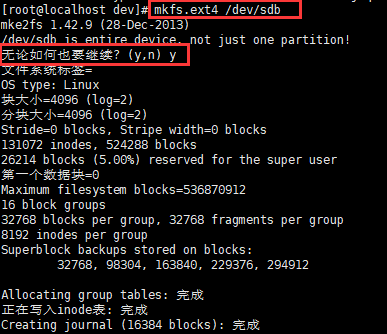 [root@localhost dev]# mkfs.ext4 /dev/sdb
mke2fs 1.42.9 (28-Dec-2013)
/dev/sdb is entire device, not just one partition!
无论如何也要继续? (y,n) y
文件系统标签=
OS type: Linux
块大小=4096 (log=2)
分块大小=4096 (log=2)
Stride=0 blocks, Stripe width=0 blocks
131072 inodes, 524288 blocks
26214 blocks (5.00%) reserved for the super user
第一个数据块=0
Maximum filesystem blocks=536870912
16 block groups
32768 blocks per group, 32768 fragments per group
8192 inodes per group
Superblock backups stored on blocks:
32768, 98304, 163840, 229376, 294912
Allocating group tables: 完成
正在写入inode表: 完成
Creating journal (16384 blocks): 完成